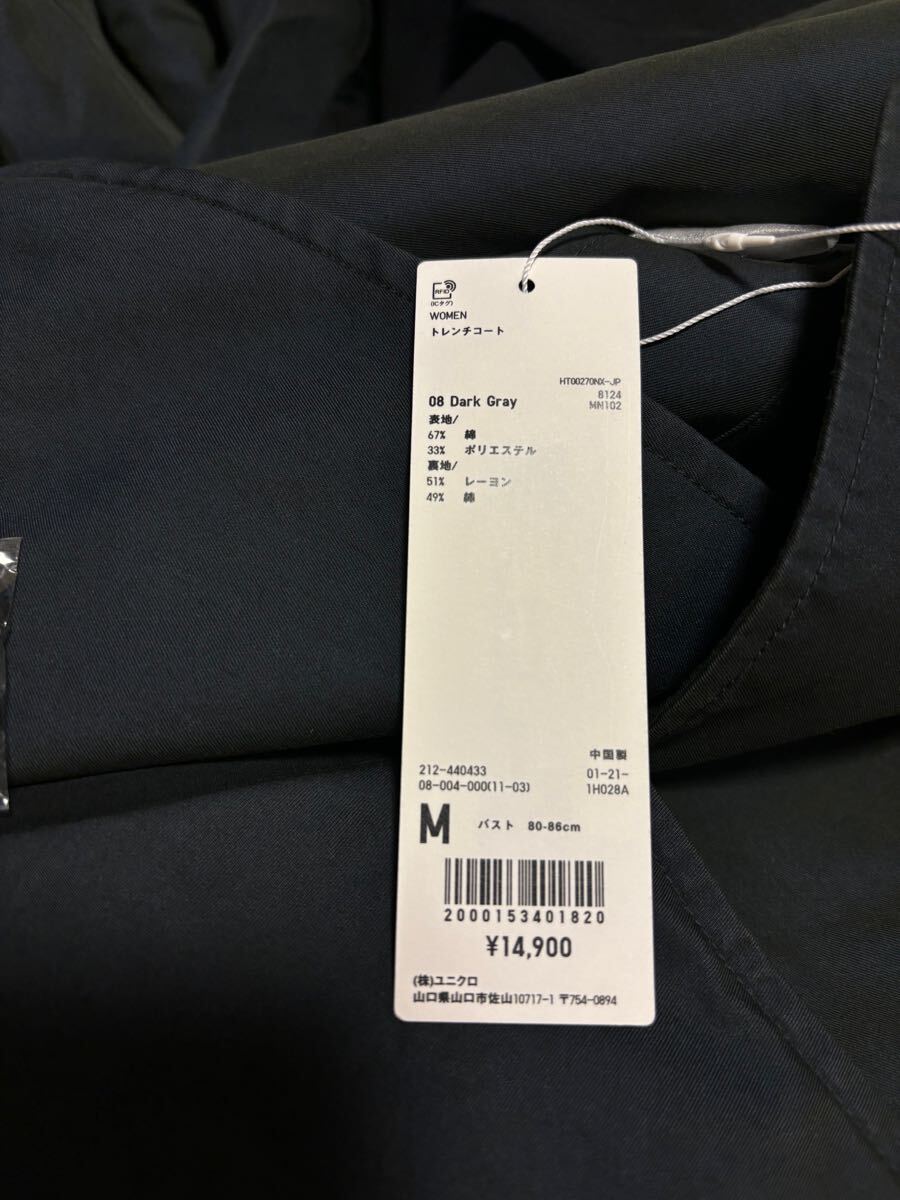 RFID
(ICタグ)
WOMEN
トレンチコート
HT00270NX-JP
08 Dark Gray
8124
MN102
表地/
67% 綿
33% ポリエステル
裏地/
51% レーヨン
49% 綿
中国製
212-440433
01-21-
08-004-000(11-03)
1H028A
M バスト 80-86cm
2000153401820
¥14,900
(株)ユニクロ
山口県山口市佐山10717-1 〒754-0894